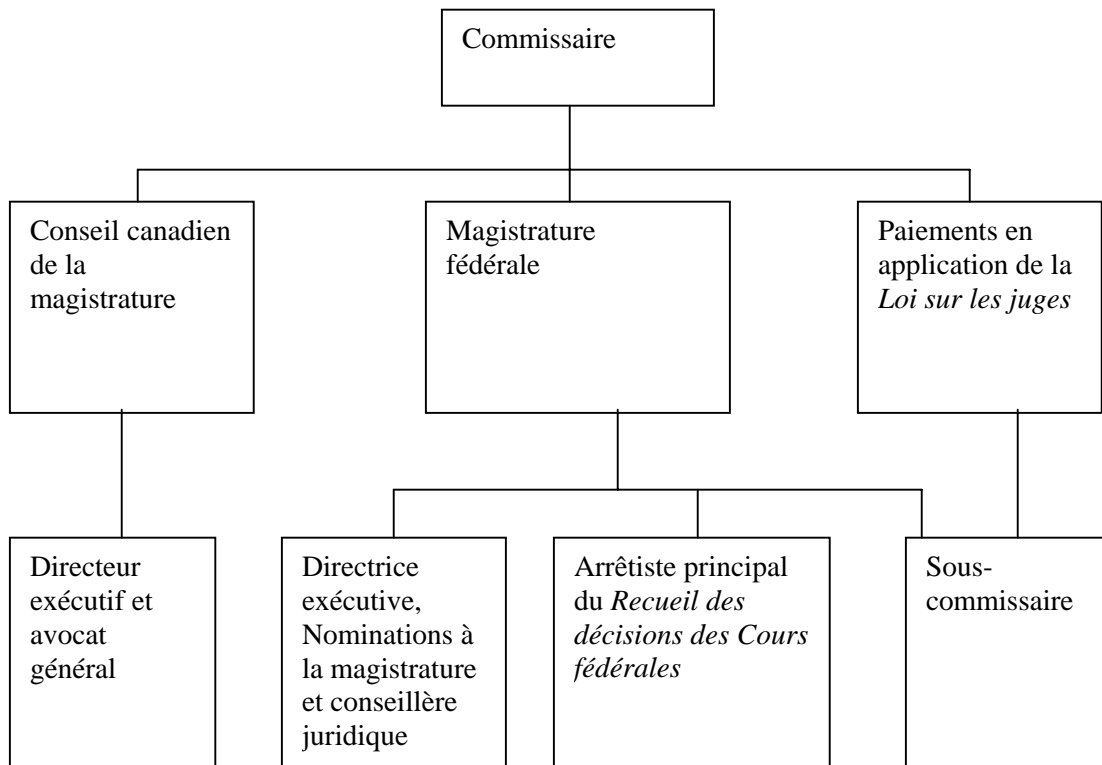 Commissaire
Conseil canadien
de la
magistrature
Magistrature
fédérale
Paiements en
application de la
Loi sur les juges
Directeur
exécutif et
avocat
général
Directrice
exécutive,
Nominations à
la magistrature
et conseillère
juridique
Arrêtiste principal
du Recueil des
décisions des Cours
fédérales
Sous-
commissaire